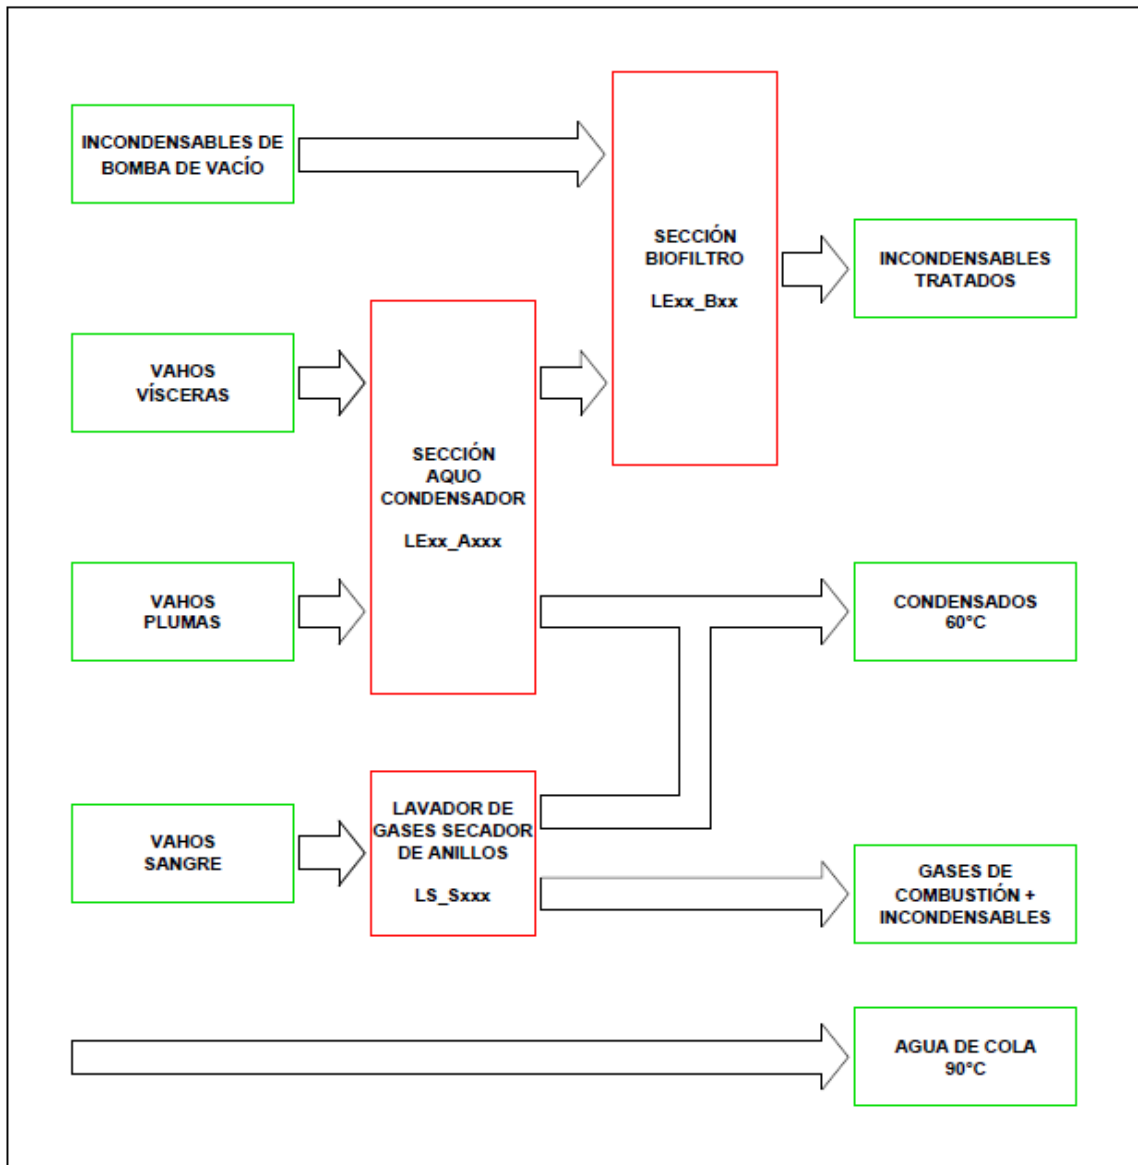 INCONDENSABLES DE
BOMBA DE VACÍO
SECCIÓN
BIOFILTRO
LExx_Bxx
INCONDENSABLES
TRATADOS
VAHOS
VÍSCERAS
SECCIÓN
AQUO
CONDENSADOR
LExx_Axxx
VAHOS
PLUMAS
CONDENSADOS
60°C
VAHOS
SANGRE
LAVADOR DE
GASES SECADOR
DE ANILLOS
LS_Sxxx
GASES DE
COMBUSTIÓN +
INCONDENSABLES
AGUA DE COLA
90°C